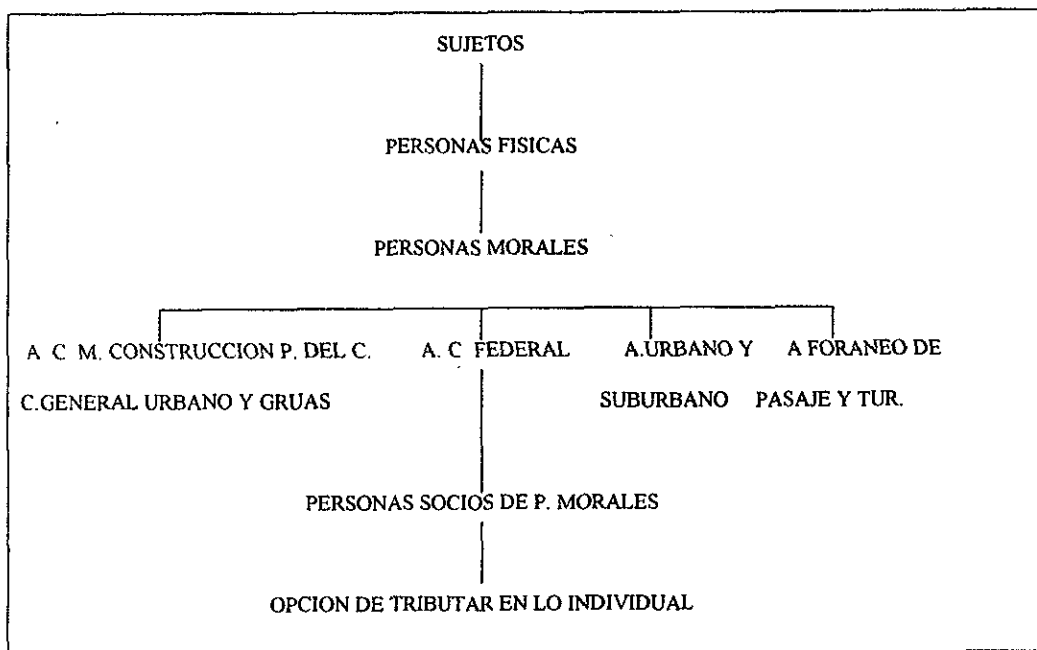 SUJETOS
PERSONAS FISICAS
PERSONAS MORALES
A C M. CONSTRUCCION P. DEL C.
C.GENERAL URBANO Y GRUAS
A. C FEDERAL
A.URBANO Y
SUBURBANO
A FORANEO DE
PASAJE Y TUR.
PERSONAS SOCIOS DE P. MORALES
OPCION DE TRIBUTAR EN LO INDIVIDUAL